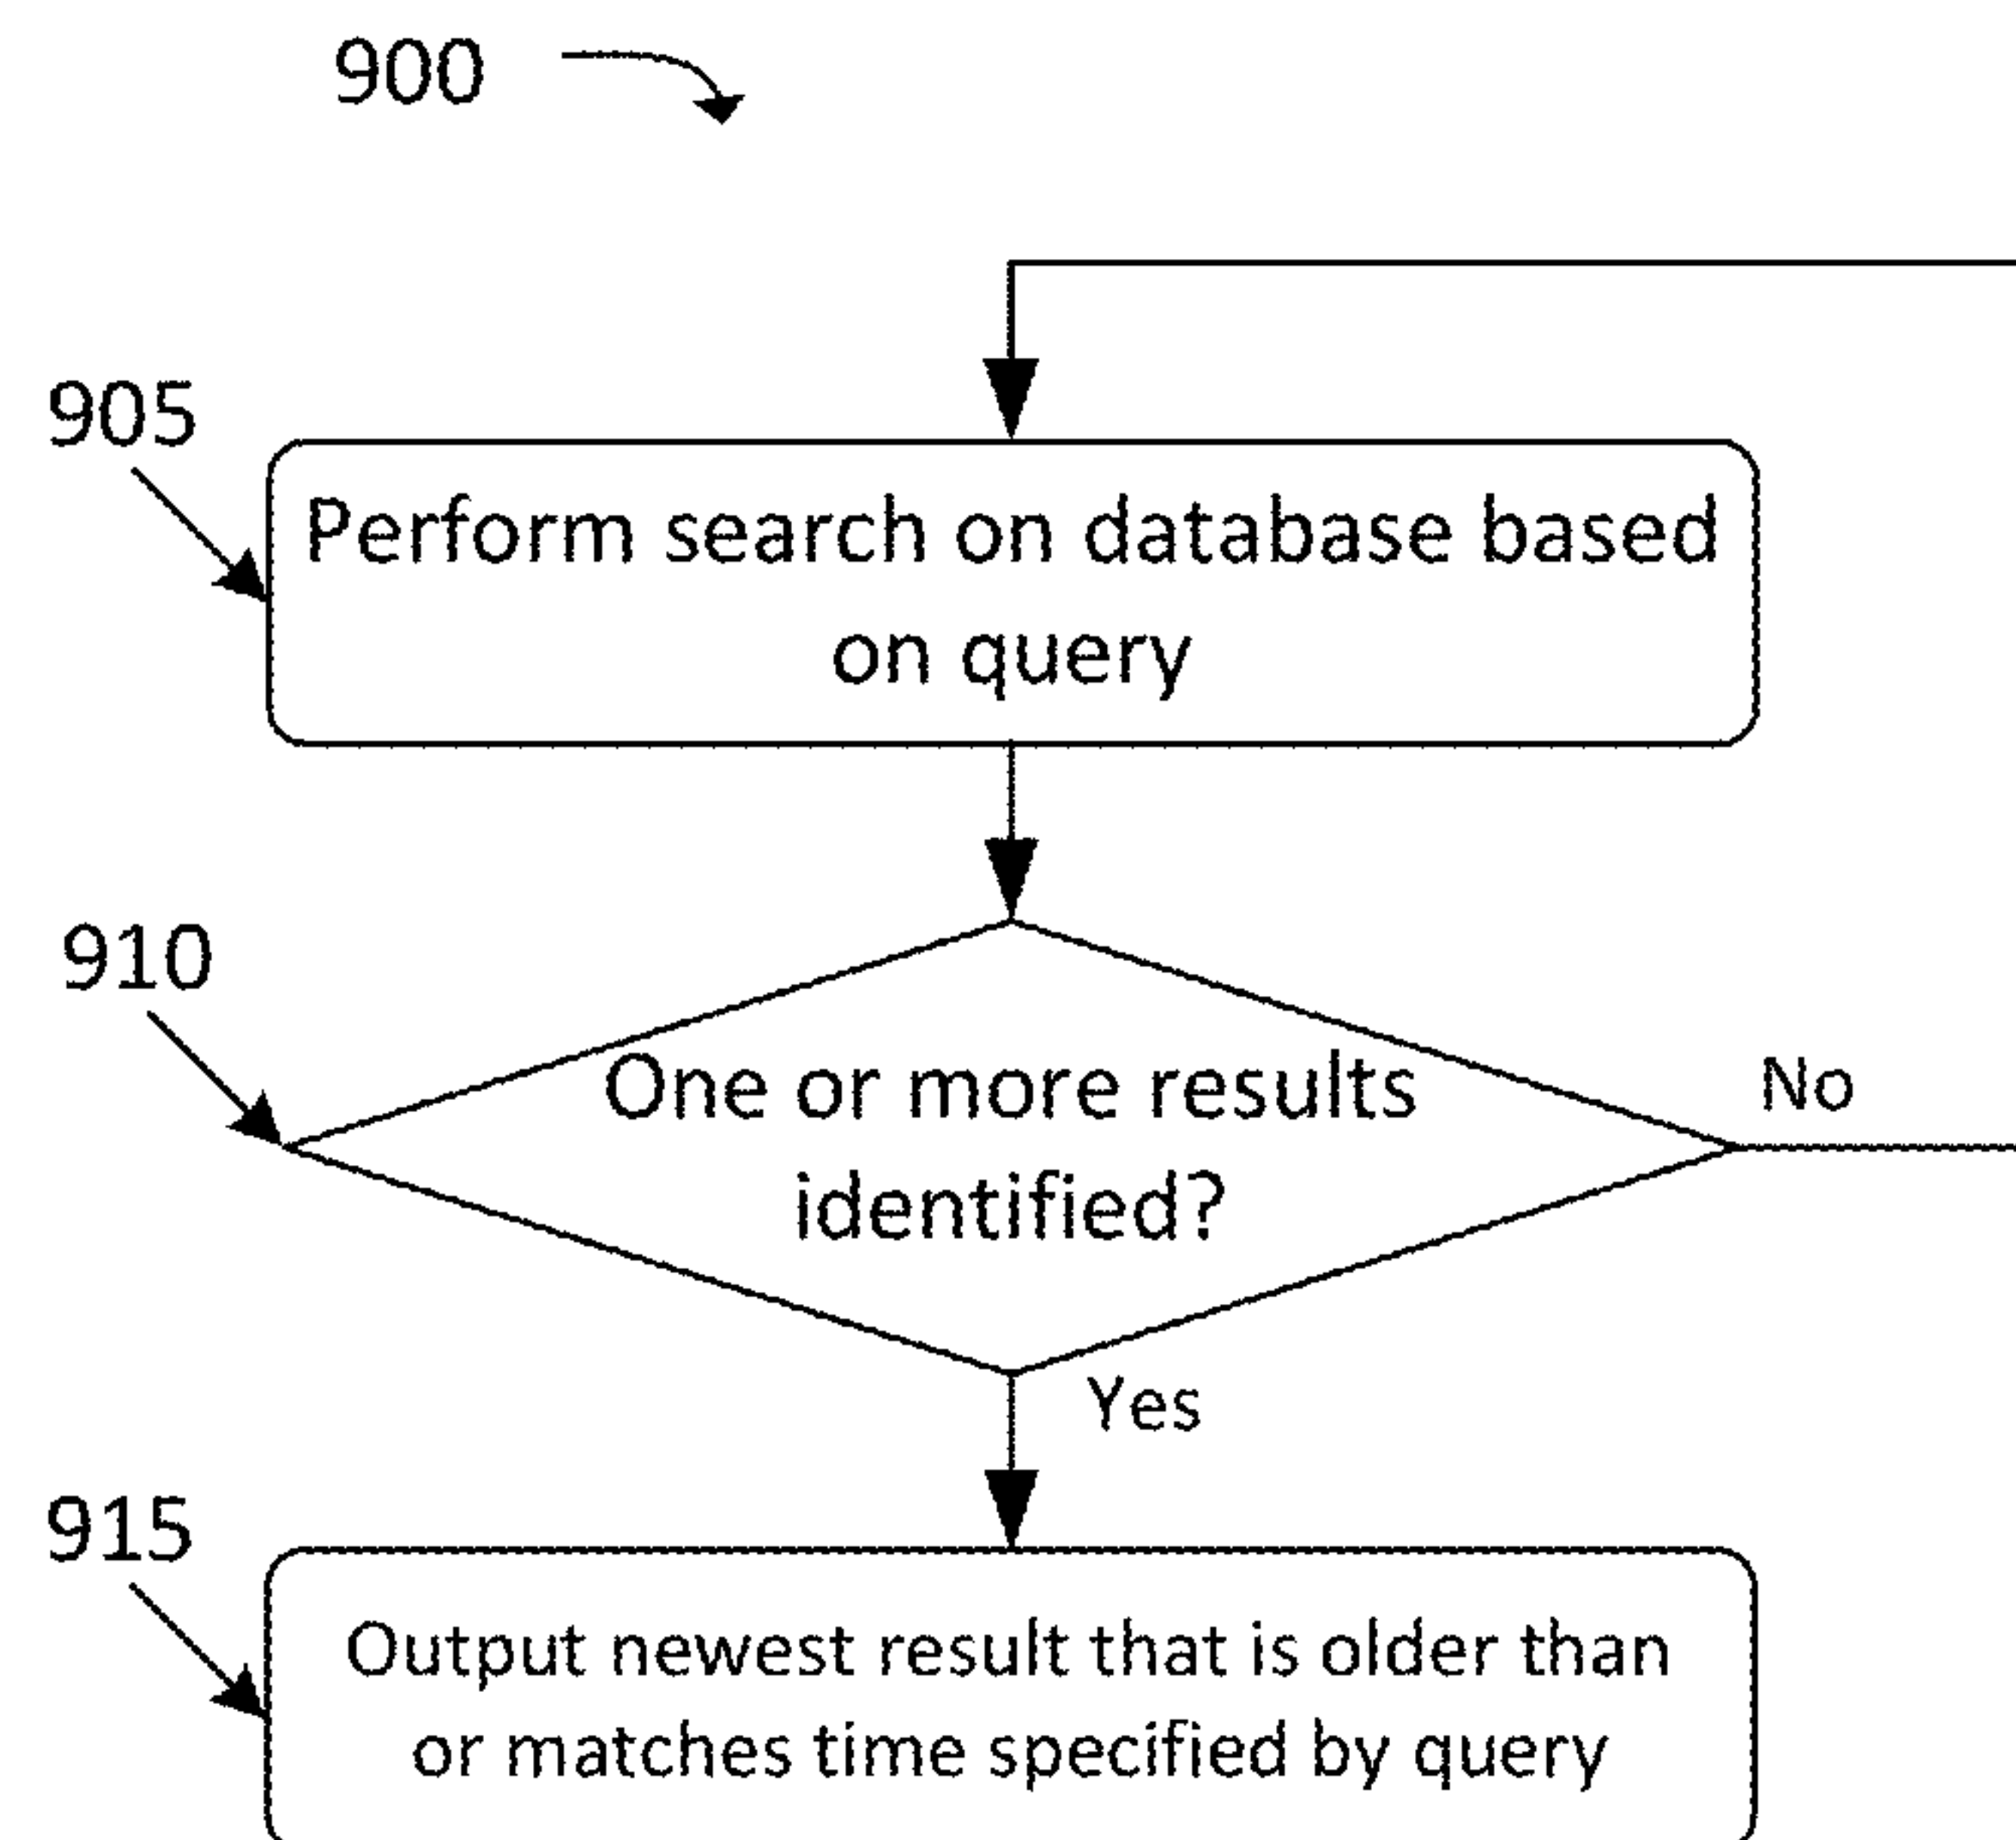 900
905
Perform search on database based
on query
910
One or more results
identified?
No
Yes
915
Output newest result that is older than
or matches time specified by query